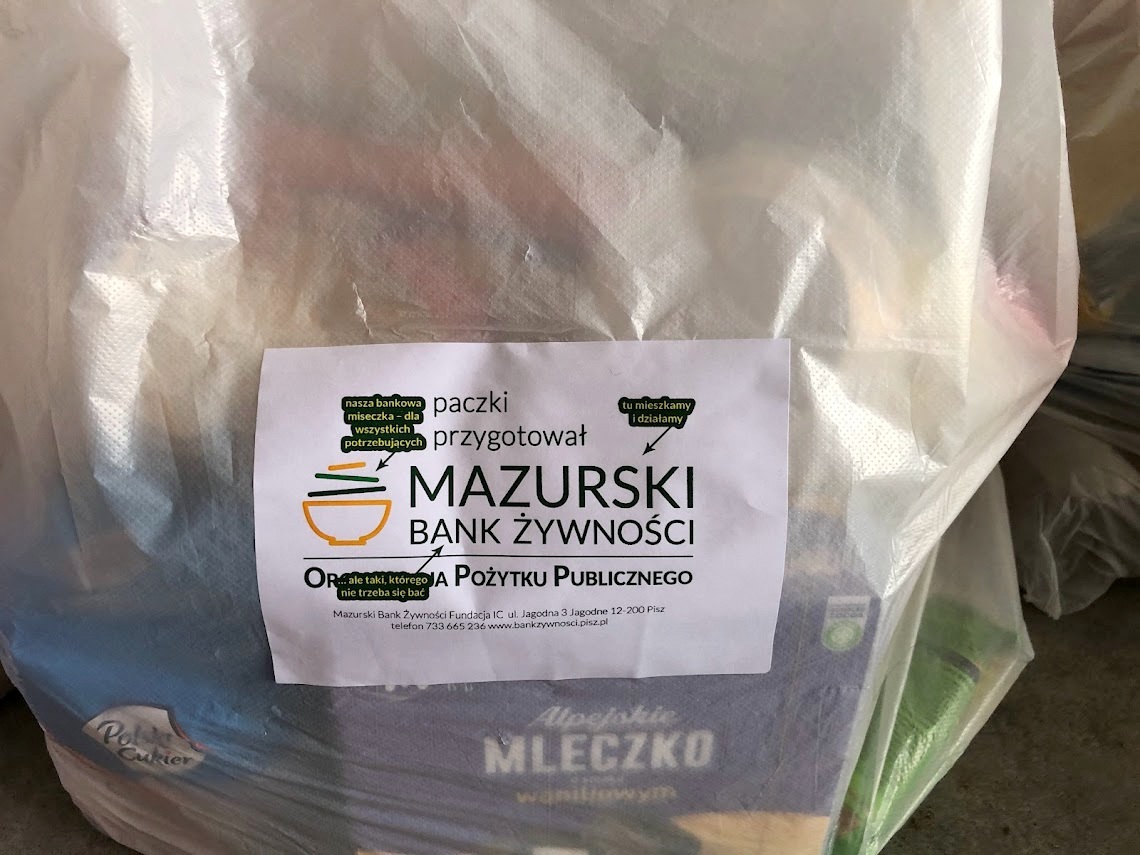 nasza bankowa
miseczka – dla
wszystkich
potrzebujących
paczki
przygotował
tu mieszkamy
i działamy
MAZURSKI
BANK ŻYWNOŚCI
... ale taki, którego
nie trzeba się bać
POŻYTKU PUBLICZNEGO
Mazurski Bank Żywności Fundacja IC ul. Jagodna 3 Jagodne 12-200 Pisz
telefon 733 665 236 www.bankzywnosci.pisz.pl
Alpejskie
MLECZKO
waniliowym
Polski
Cukier